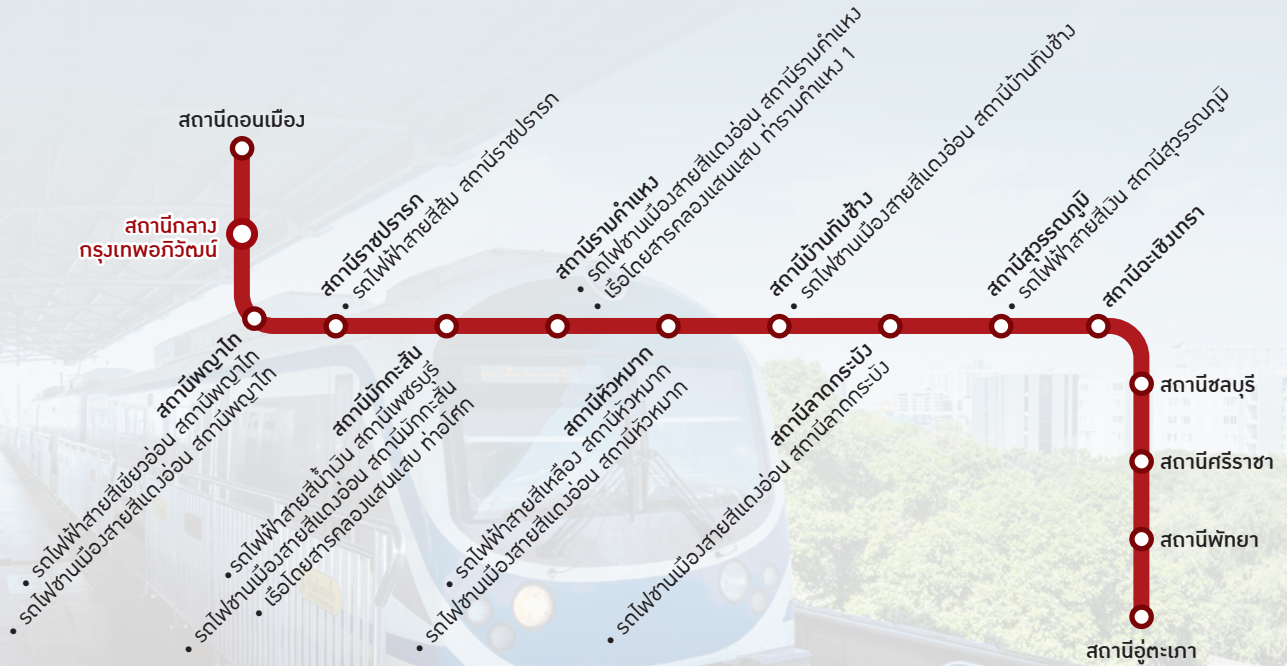 สถานีดอนเมือง
สถานีกลาง
กรุงเทพอภิวัฒน์
สถานีพญาไท
• รถไฟฟ้าสายสีเขียวอ่อน สถานีพญาไท
• รถไฟชานเมืองสายสีแดงอ่อน สถานีพญาไท
สถานีราชปรารภ
• รถไฟฟ้าสายสีส้ม สถานีราชปรารภ
สถานีมักกะสัน
• รถไฟฟ้าสายสีน้ำเงิน สถานีเพชรบุรี
• รถไฟชานเมืองสายสีแดงอ่อน สถานีมักกะสัน
• เรือโดยสารคลองแสนแสบ ท่าอโศก
สถานีรามคำแหง
• รถไฟชานเมืองสายสีแดงอ่อน สถานีรามคำแหง
• เรือโดยสารคลองแสนแสบ ท่ารามคำแหง 1
สถานีหัวหมาก
• รถไฟฟ้าสายสีเหลือง สถานีหัวหมาก
• รถไฟชานเมืองสายสีแดงอ่อน สถานีหัวหมาก
สถานีบ้านทับช้าง
• รถไฟชานเมืองสายสีแดงอ่อน สถานีบ้านทับช้าง
สถานีลาดกระบัง
• รถไฟชานเมืองสายสีแดงอ่อน สถานีลาดกระบัง
สถานีสุวรรณภูมิ
• รถไฟฟ้าสายสีเงิน สถานีสุวรรณภูมิ
สถานีฉะเชิงเทรา
สถานีชลบุรี
สถานีศรีราชา
สถานีพัทยา
สถานีอู่ตะเภา